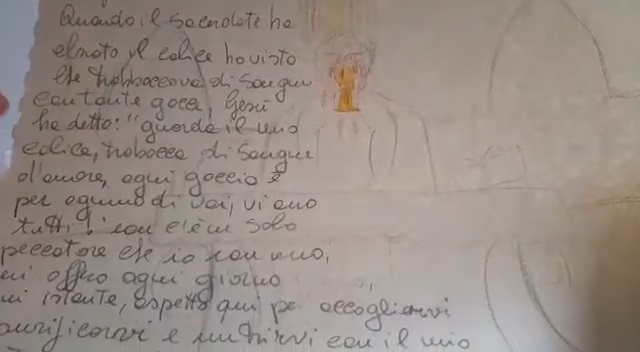 Quando il sacerdote ha
elevato il calice ho visto
che traboccava di sangue
con tante gocce, Gesù
ha detto: "guarda il mio
calice, trabocca di sangue
d'amore, ogni goccia è
per ognuno di voi, vi amo
tutti! non c'è un solo
peccatore che io non amo,
mi offro ogni giorno
ogni istante, aspetto qui per accogliervi
purificarvi e nutrirvi con il mio